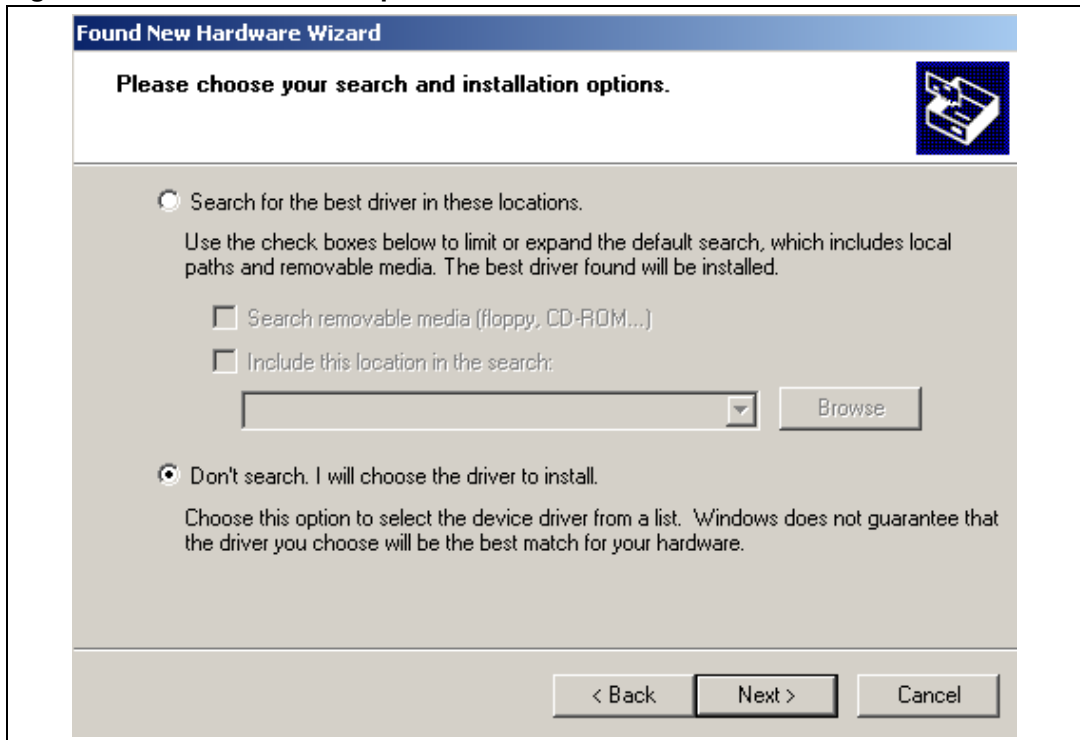 Found New Hardware Wizard
Please choose your search and installation options.
Search for the best driver in these locations.
Use the check boxes below to limit or expand the default search, which includes local
paths and removable media. The best driver found will be installed.
Search removable media (floppy, CD-ROM...)
Include this location in the search:
Browse
Don't search. I will choose the driver to install.
Choose this option to select the device driver from a list.  Windows does not guarantee that
the driver you choose will be the best match for your hardware.
< Back
Next >
Cancel